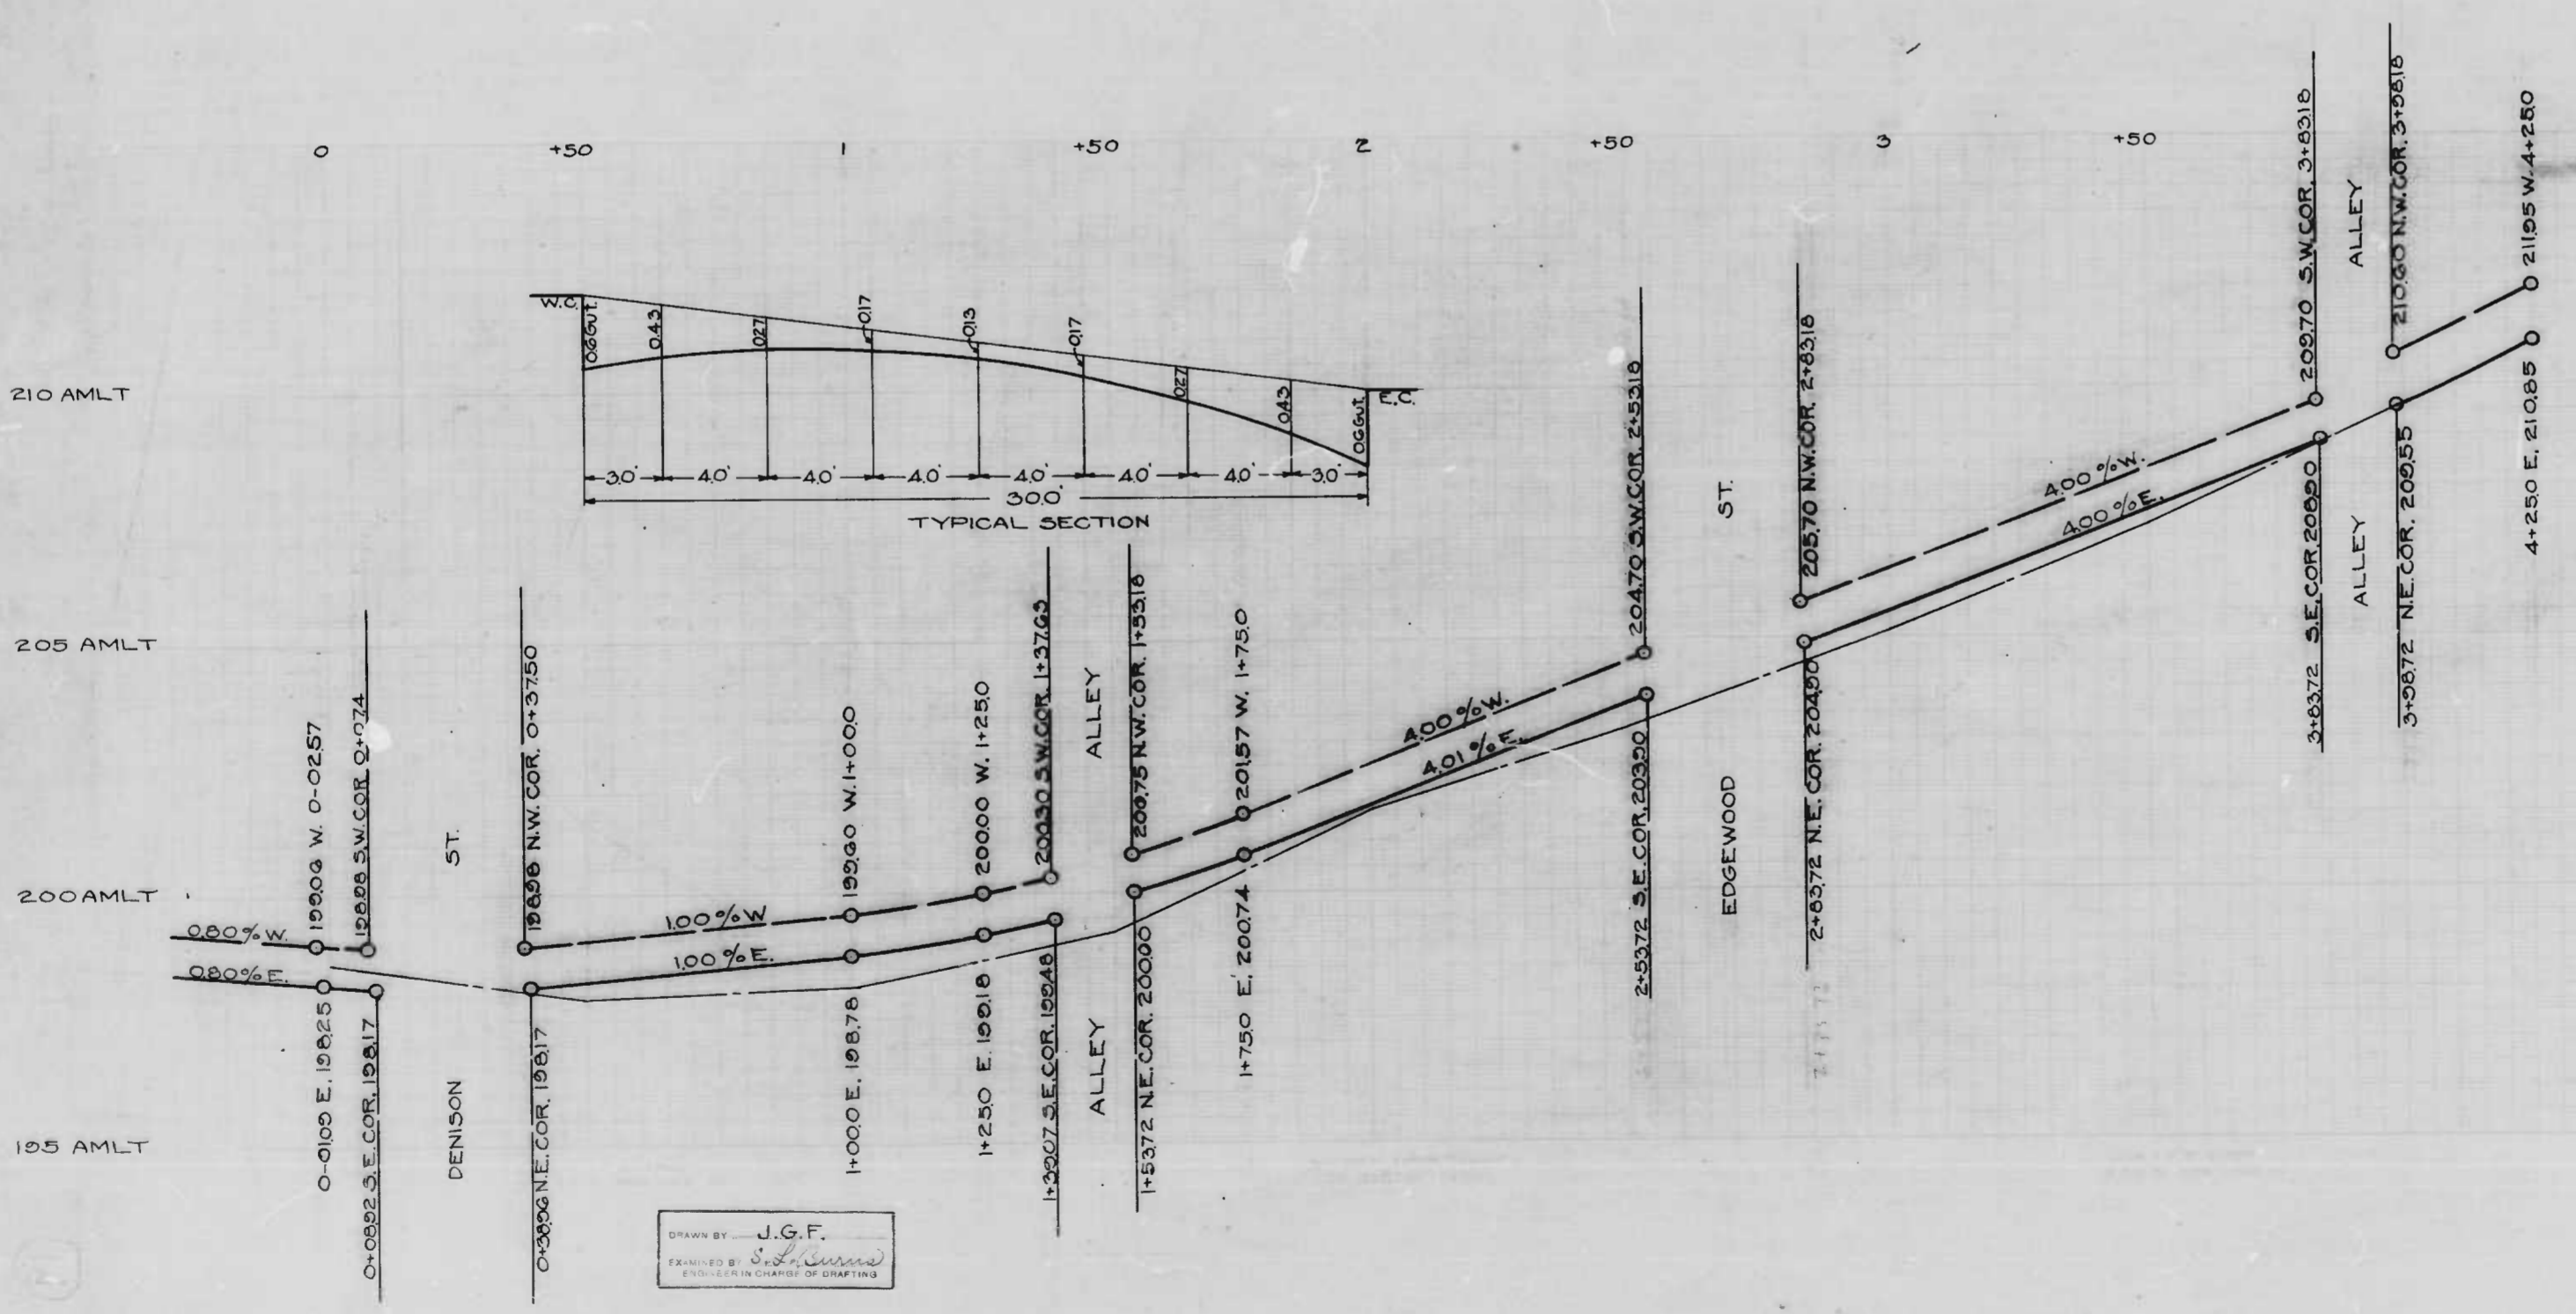 0 +50 1 +50 2 +50 3 +50
210 AMLT
205 AMLT
200 AMLT
195 AMLT
W.C.
0.6 Gut.
0.43
0.27
0.17
0.13
0.17
0.27
0.43
0.6 Gut.
E.C.
3.0' 4.0' 4.0' 4.0' 4.0' 4.0' 4.0' 3.0'
30.0'
TYPICAL SECTION
0.80% W.
0.80% E.
199.06 W. 0-02.57
198.98 S.W. COR. 0+07.4
0-01.09 E. 198.25
0+08.92 S.E. COR. 198.17
DENISON ST.
198.98 N.W. COR. 0+37.50
0+38.96 N.E. COR. 198.17
1.00% W
1.00% E.
199.60 W. 1+00.0
1+00.0 E. 198.78
200.00 W. 1+25.0
1+25.0 E. 199.18
200.30 S.W. COR. 1+37.63
1+39.07 S.E. COR. 199.48
ALLEY
ALLEY
200.75 N.W. COR. 1+53.18
1+53.72 N.E. COR. 200.00
201.57 W. 1+75.0
1+75.0 E. 200.74
4.00% W.
4.01% E.
204.70 S.W. COR. 2+53.18
2+53.72 S.E. COR. 203.90
EDGEWOOD ST.
205.70 N.W. COR. 2+83.18
2+83.72 N.E. COR. 204.90
4.00% W.
4.00% E.
209.70 S.W. COR. 3+83.18
3+83.72 S.E. COR. 208.90
ALLEY
ALLEY
210.60 N.W. COR. 3+98.18
3+98.72 N.E. COR. 209.55
211.95 W. 4+25.0
4+25.0 E. 210.85
DRAWN BY J.G.F.
EXAMINED BY S. L. Burns
ENGINEER IN CHARGE OF DRAFTING